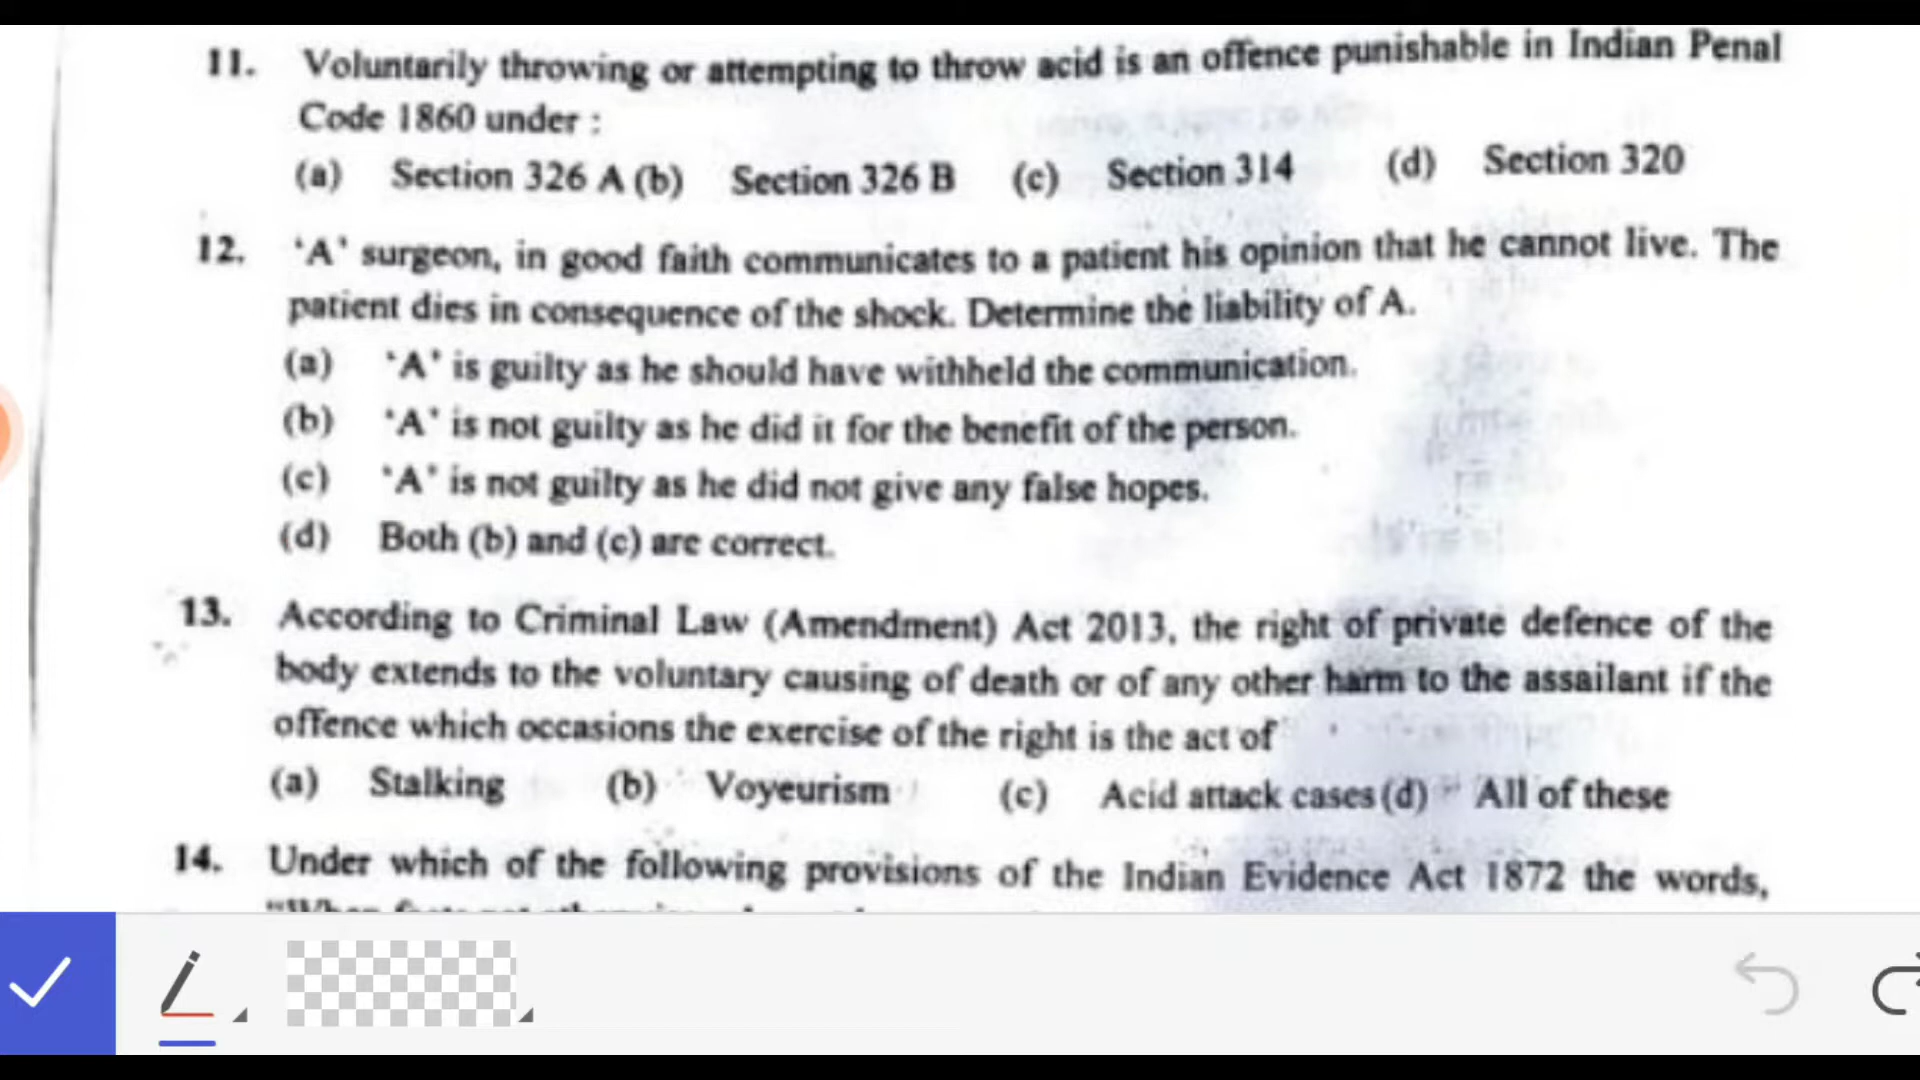 11. Voluntarily throwing or attempting to throw acid is an offence punishable in Indian Penal
Code 1860 under :
(a) Section 326 A (b) Section 326 B (c) Section 314 (d) Section 320
12. 'A' surgeon, in good faith communicates to a patient his opinion that he cannot live. The
patient dies in consequence of the shock. Determine the liability of A.
(a) 'A' is guilty as he should have withheld the communication.
(b) 'A' is not guilty as he did it for the benefit of the person.
(c) 'A' is not guilty as he did not give any false hopes.
(d) Both (b) and (c) are correct.
13. According to Criminal Law (Amendment) Act 2013, the right of private defence of the
body extends to the voluntary causing of death or of any other harm to the assailant if the
offence which occasions the exercise of the right is the act of
(a) Stalking (b) Voyeurism (c) Acid attack cases (d) All of these
14. Under which of the following provisions of the Indian Evidence Act 1872 the words,